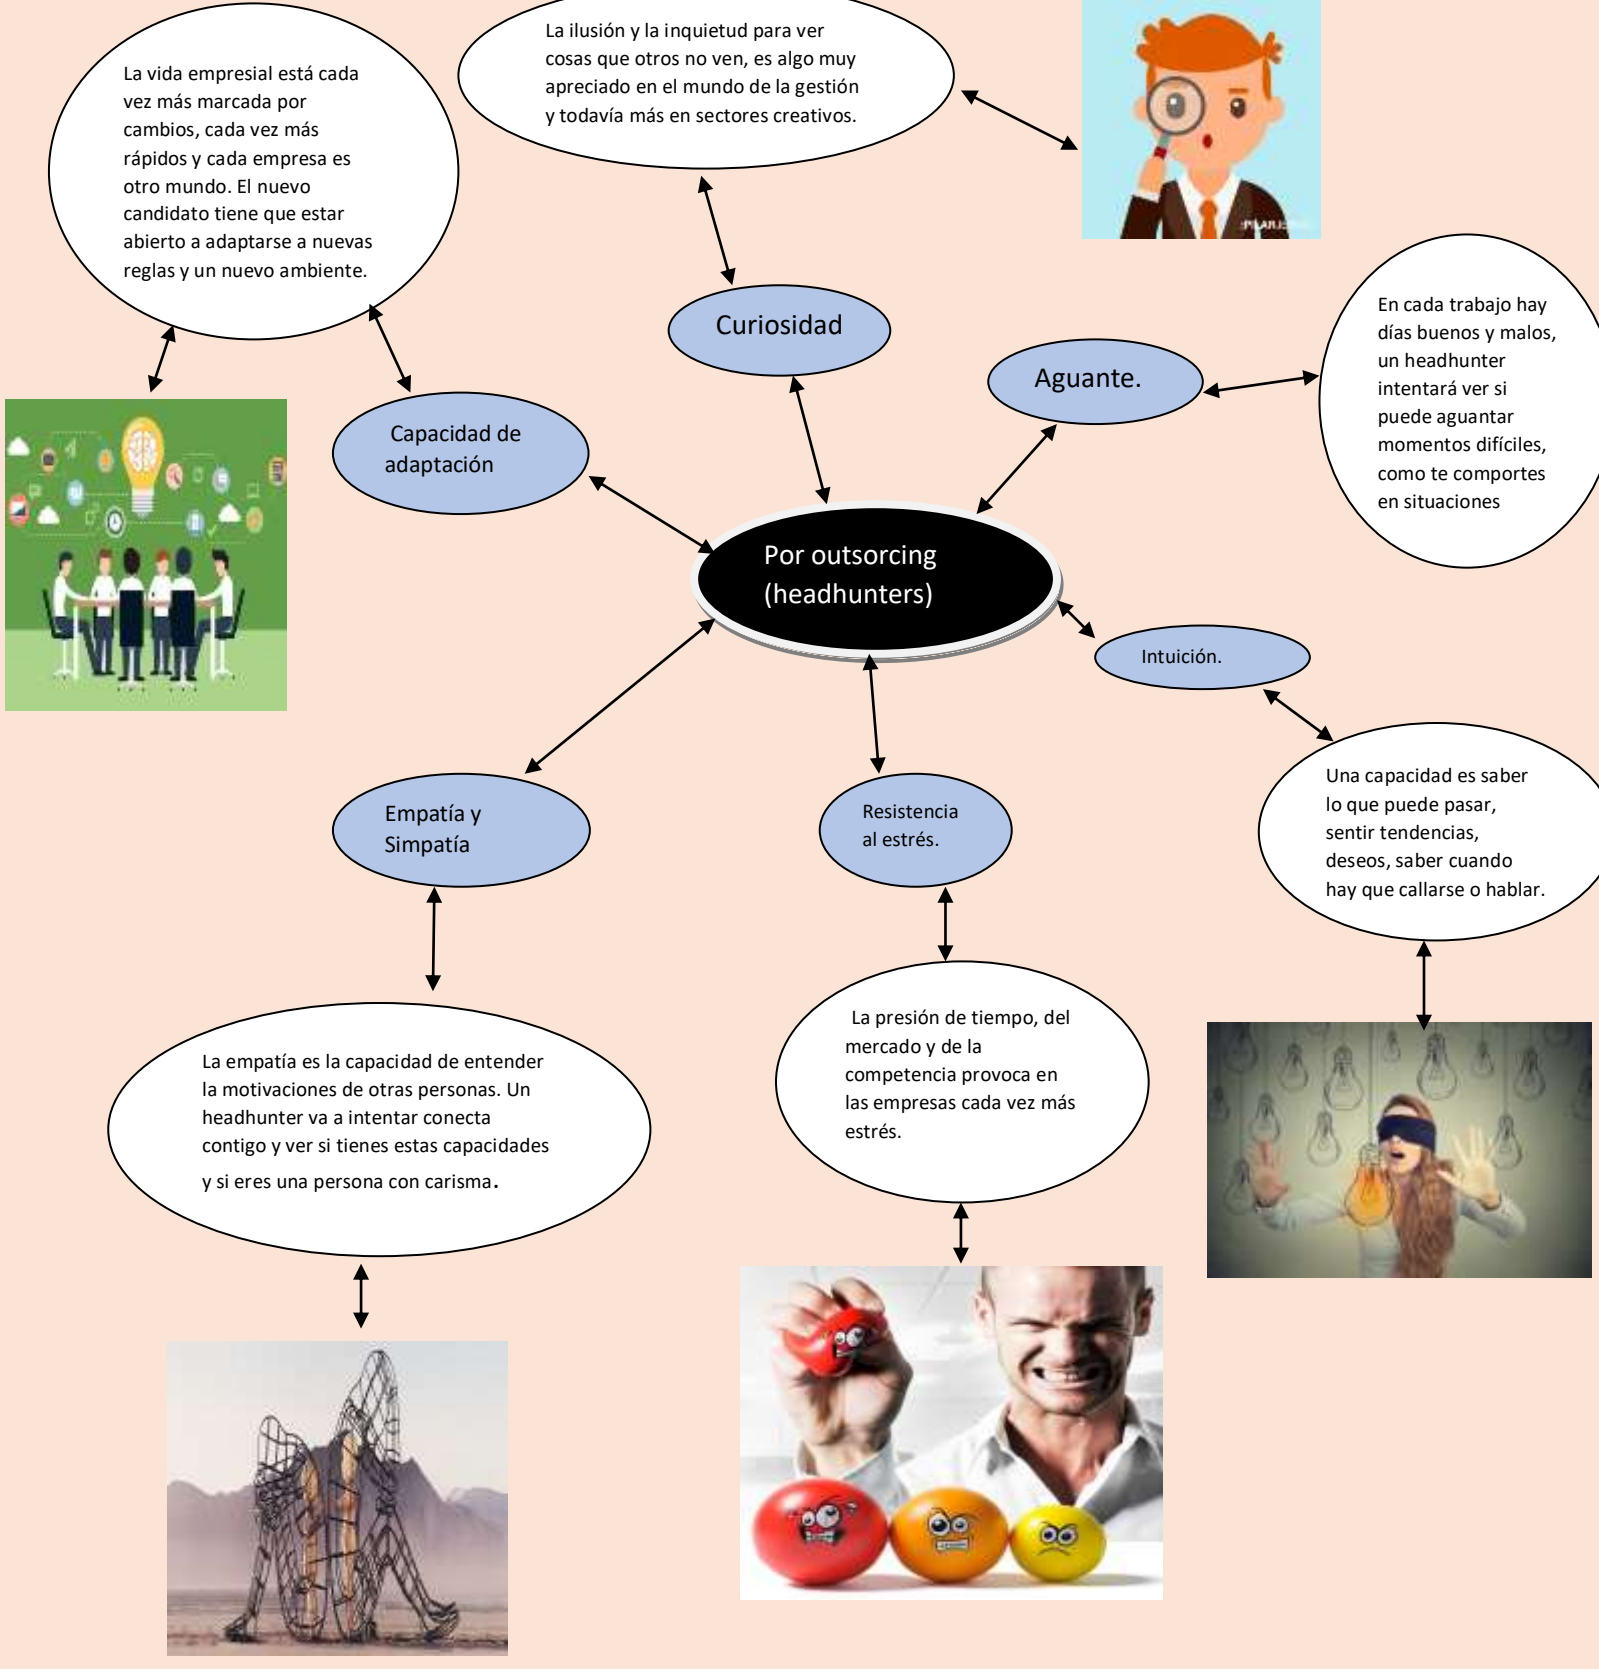 La ilusión y la inquietud para ver
cosas que otros no ven, es algo muy
apreciado en el mundo de la gestión
y todavía más en sectores creativos.
La vida empresial está cada
vez más marcada por
cambios, cada vez más
rápidos y cada empresa es
otro mundo. El nuevo
candidato tiene que estar
abierto a adaptarse a nuevas
reglas y un nuevo ambiente.
Curiosidad
Aguante.
En cada trabajo hay
días buenos y malos,
un headhunter
intentará ver si
puede aguantar
momentos difíciles,
como te comportes
en situaciones
Capacidad de
adaptación
Por outsorcing
(headhunters)
Intuición.
Una capacidad es saber
lo que puede pasar,
sentir tendencias,
deseos, saber cuando
hay que callarse o hablar.
Empatía y
Simpatía
Resistencia
al estrés.
La empatía es la capacidad de entender
la motivaciones de otras personas. Un
headhunter va a intentar conecta
contigo y ver si tienes estas capacidades
y si eres una persona con carisma.
La presión de tiempo, del
mercado y de la
competencia provoca en
las empresas cada vez más
estrés.